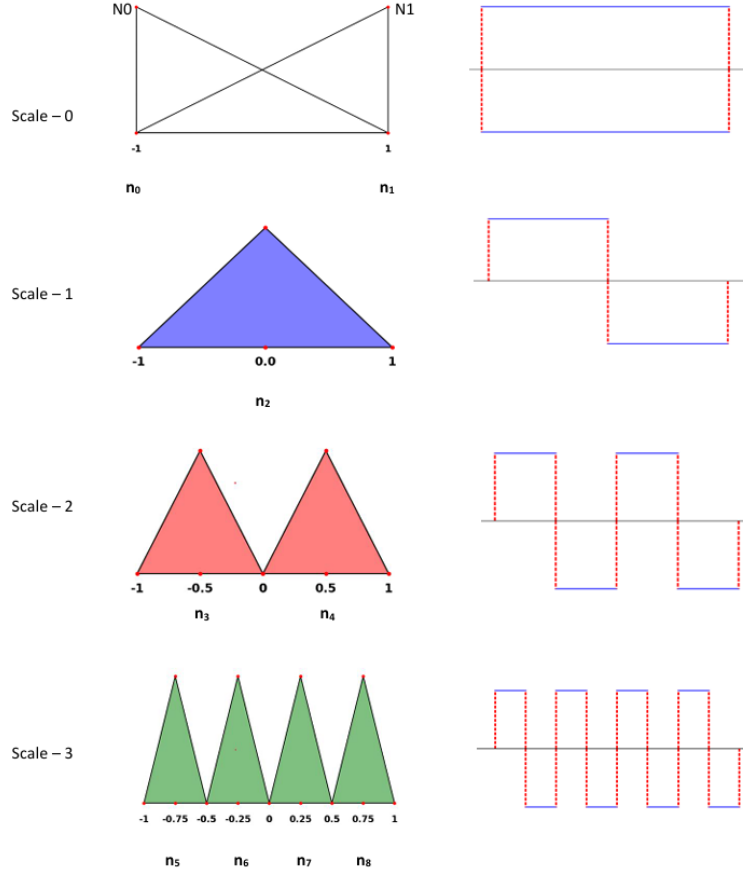 N0 N1
Scale – 0
-1 1
n₀ n₁
Scale – 1
-1 0.0 1
n₂
Scale – 2
-1 -0.5 0 0.5 1
n₃ n₄
Scale – 3
-1 -0.75 -0.5 -0.25 0 0.25 0.5 0.75 1
n₅ n₆ n₇ n₈